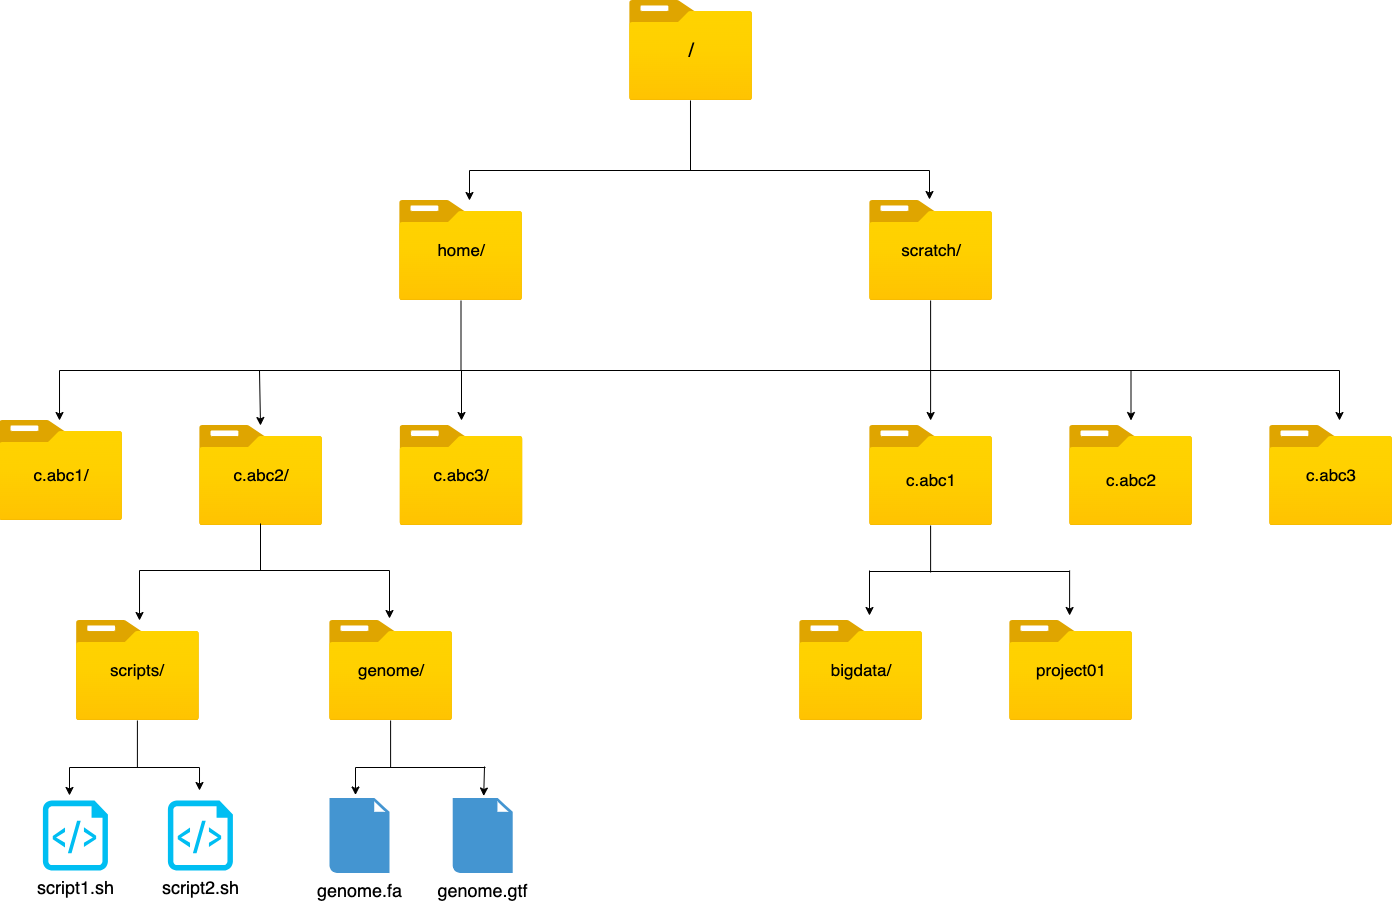 /
home/
scratch/
c.abc1/
c.abc2/
c.abc3/
c.abc1
c.abc2
c.abc3
scripts/
genome/
bigdata/
project01
script1.sh
script2.sh
genome.fa
genome.gtf